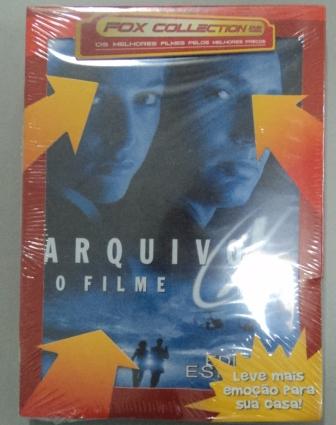 FOX COLLECTION
OS MELHORES FILMES PELOS MELHORES PREÇOS
ARQUIVO X
O FILME
Leve mais
emoção para
sua casa!